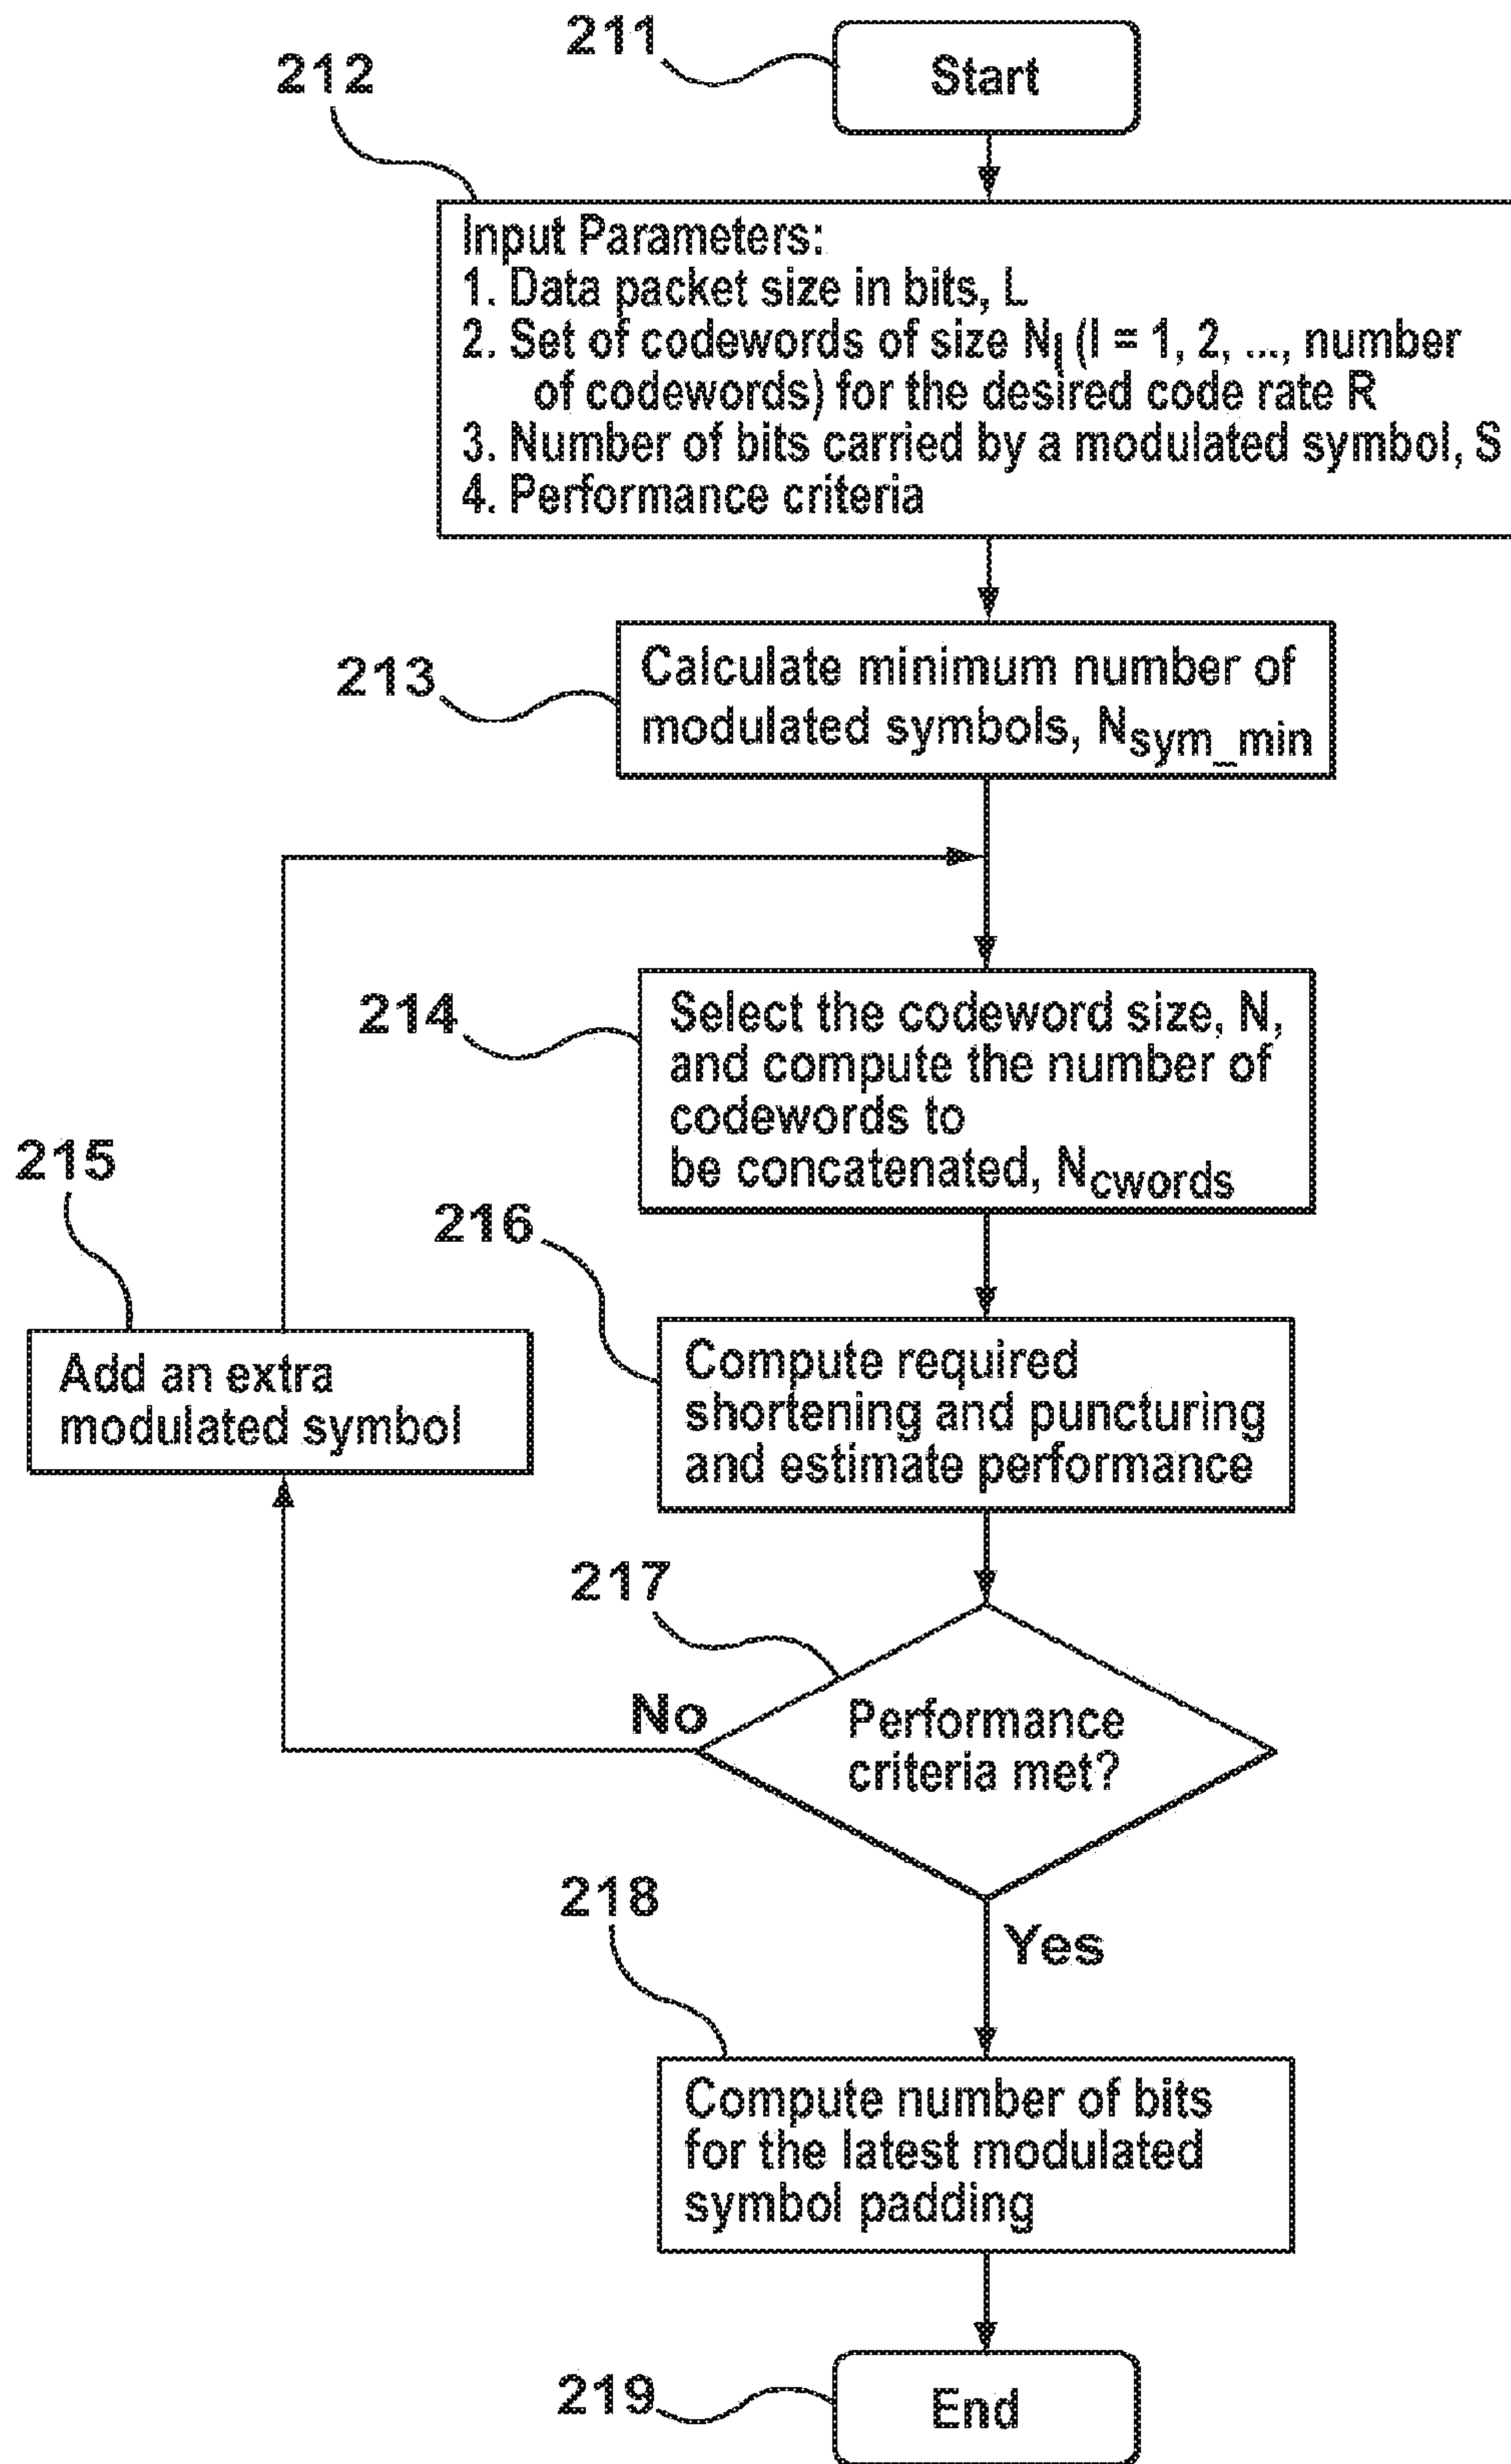 211
Start
212
Input Parameters:
1. Data packet size in bits, L
2. Set of codewords of size Nl (l = 1, 2, ..., number
of codewords) for the desired code rate R
3. Number of bits carried by a modulated symbol, S
4. Performance criteria
213
Calculate minimum number of
modulated symbols, Nsym_min
214
Select the codeword size, N,
and compute the number of
codewords to
be concatenated, Ncwords
215
Add an extra
modulated symbol
216
Compute required
shortening and puncturing
and estimate performance
217
Performance
criteria met?
No
Yes
218
Compute number of bits
for the latest modulated
symbol padding
219
End